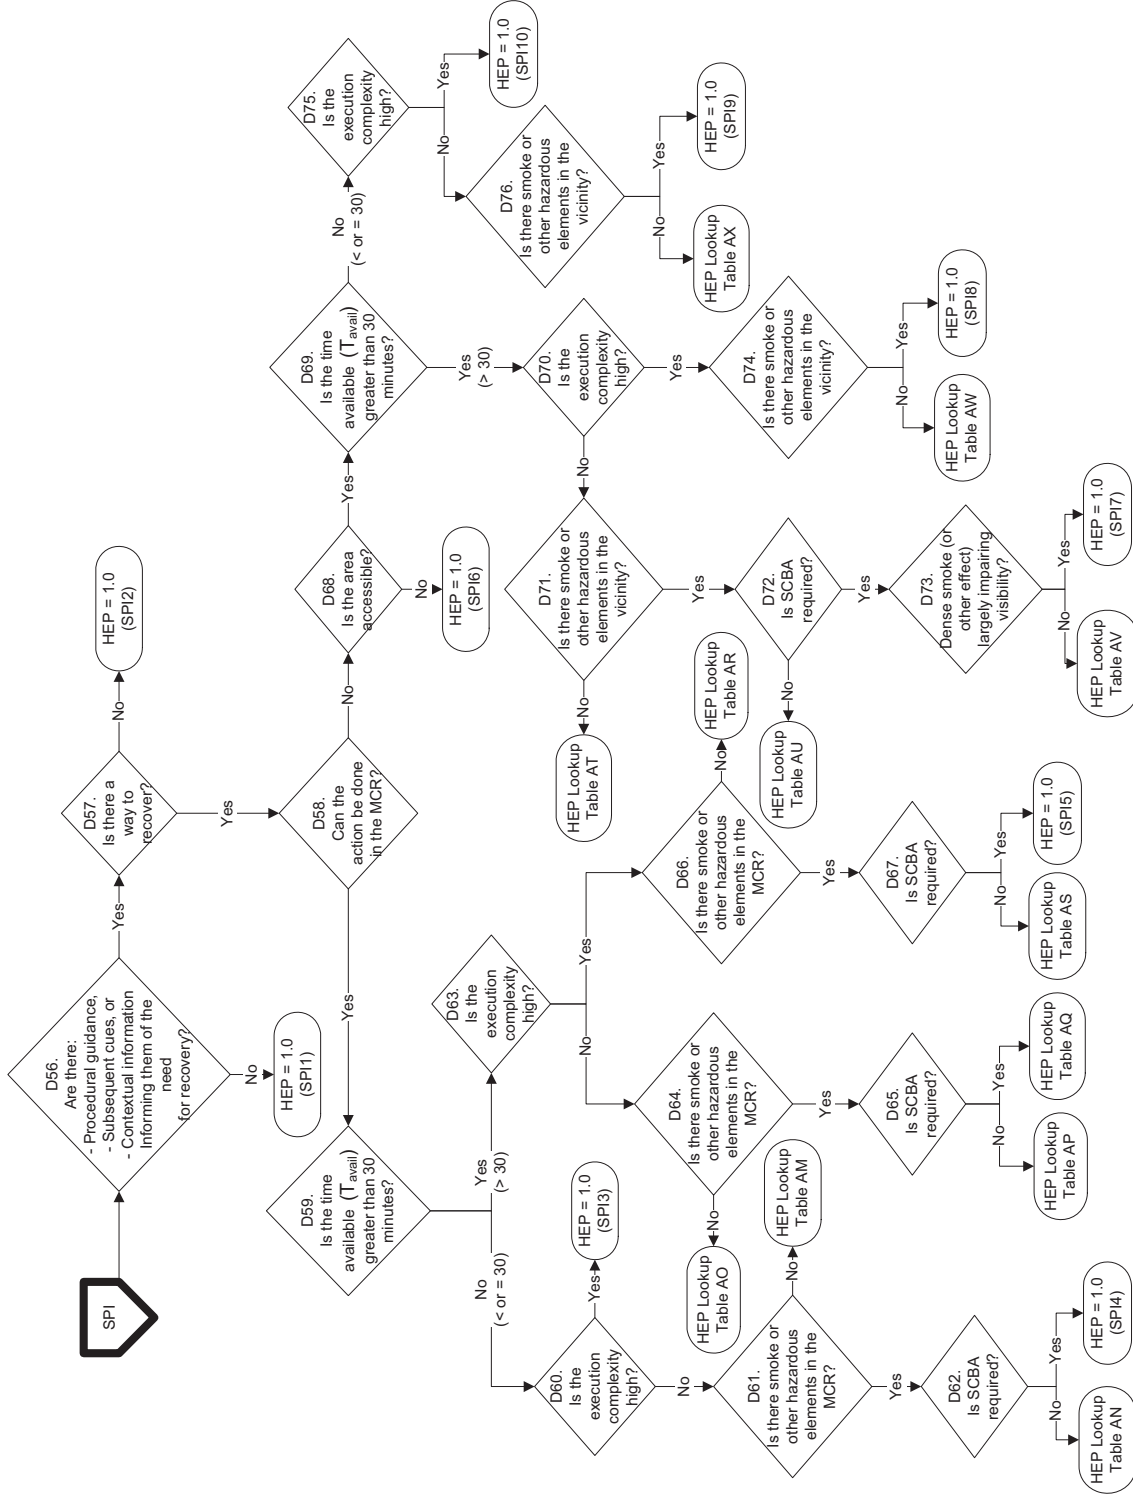 SPI
D56.
Are there:
- Procedural guidance,
- Subsequent cues, or
- Contextual information
Informing them of the
need
for recovery?
No
HEP = 1.0
(SPI1)
Yes
D57.
Is there a
way to
recover?
No
HEP = 1.0
(SPI2)
Yes
D58.
Can the
action be done
in the MCR?
Yes
No
D59.
Is the time
available (Tavail)
greater than 30
minutes?
No
(< or = 30)
Yes
(> 30)
D60.
Is the
execution
complexity
high?
Yes
HEP = 1.0
(SPI3)
No
D61.
Is there smoke or
other hazardous
elements in the
MCR?
No
HEP Lookup
Table AM
Yes
D62.
Is SCBA
required?
No
Yes
HEP Lookup
Table AN
HEP = 1.0
(SPI4)
D63.
Is the
execution
complexity
high?
No
Yes
D64.
Is there smoke or
other hazardous
elements in the
MCR?
No
HEP Lookup
Table AO
Yes
D65.
Is SCBA
required?
No
Yes
HEP Lookup
Table AP
HEP Lookup
Table AQ
D66.
Is there smoke or
other hazardous
elements in the
MCR?
No
HEP Lookup
Table AR
Yes
D67.
Is SCBA
required?
No
Yes
HEP Lookup
Table AS
HEP = 1.0
(SPI5)
D68.
Is the area
accessible?
No
HEP = 1.0
(SPI6)
Yes
D69.
Is the time
available (Tavail)
greater than 30
minutes?
Yes
(> 30)
No
(< or = 30)
D70.
Is the
execution
complexity
high?
No
Yes
D71.
Is there smoke or
other hazardous
elements in the
vicinity?
No
HEP Lookup
Table AT
Yes
D72.
Is SCBA
required?
No
HEP Lookup
Table AU
Yes
D73.
Dense smoke (or
other effect)
largely impairing
visibility?
No
Yes
HEP Lookup
Table AV
HEP = 1.0
(SPI7)
D74.
Is there smoke or
other hazardous
elements in the
vicinity?
No
Yes
HEP Lookup
Table AW
HEP = 1.0
(SPI8)
D75.
Is the
execution
complexity
high?
No
Yes
HEP = 1.0
(SPI10)
D76.
Is there smoke or
other hazardous
elements in the
vicinity?
No
Yes
HEP Lookup
Table AX
HEP = 1.0
(SPI9)